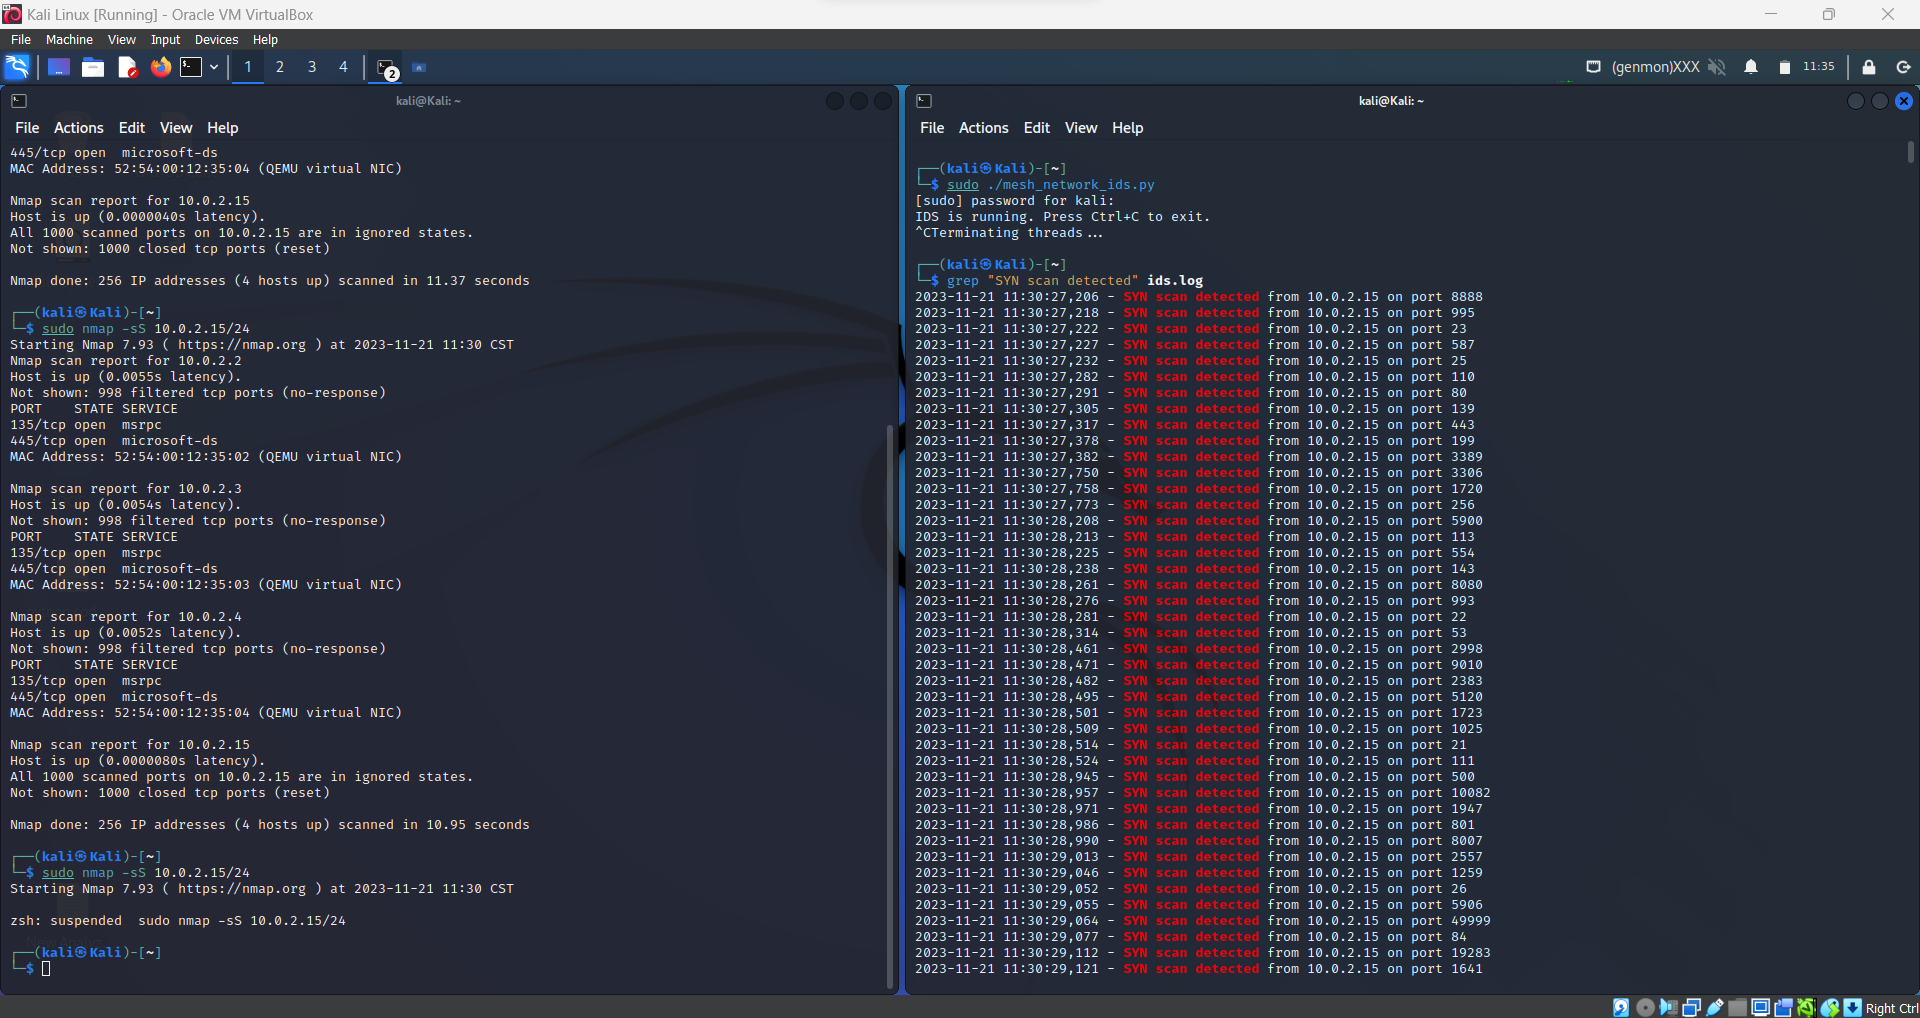 Kali Linux [Running] - Oracle VM VirtualBox
File Machine View Input Devices Help
1 2 3 4 2 (genmon)XXX 11:35
kali@Kali: ~
File Actions Edit View Help
445/tcp open  microsoft-ds
MAC Address: 52:54:00:12:35:04 (QEMU virtual NIC)
Nmap scan report for 10.0.2.15
Host is up (0.0000040s latency).
All 1000 scanned ports on 10.0.2.15 are in ignored states.
Not shown: 1000 closed tcp ports (reset)
Nmap done: 256 IP addresses (4 hosts up) scanned in 11.37 seconds
┌──(kali㉿Kali)-[~]
└─$ sudo nmap -sS 10.0.2.15/24
Starting Nmap 7.93 ( https://nmap.org ) at 2023-11-21 11:30 CST
Nmap scan report for 10.0.2.2
Host is up (0.0055s latency).
Not shown: 998 filtered tcp ports (no-response)
PORT    STATE SERVICE
135/tcp open  msrpc
445/tcp open  microsoft-ds
MAC Address: 52:54:00:12:35:02 (QEMU virtual NIC)
Nmap scan report for 10.0.2.3
Host is up (0.0054s latency).
Not shown: 998 filtered tcp ports (no-response)
PORT    STATE SERVICE
135/tcp open  msrpc
445/tcp open  microsoft-ds
MAC Address: 52:54:00:12:35:03 (QEMU virtual NIC)
Nmap scan report for 10.0.2.4
Host is up (0.0052s latency).
Not shown: 998 filtered tcp ports (no-response)
PORT    STATE SERVICE
135/tcp open  msrpc
445/tcp open  microsoft-ds
MAC Address: 52:54:00:12:35:04 (QEMU virtual NIC)
Nmap scan report for 10.0.2.15
Host is up (0.0000080s latency).
All 1000 scanned ports on 10.0.2.15 are in ignored states.
Not shown: 1000 closed tcp ports (reset)
Nmap done: 256 IP addresses (4 hosts up) scanned in 10.95 seconds
┌──(kali㉿Kali)-[~]
└─$ sudo nmap -sS 10.0.2.15/24
Starting Nmap 7.93 ( https://nmap.org ) at 2023-11-21 11:30 CST
zsh: suspended  sudo nmap -sS 10.0.2.15/24
┌──(kali㉿Kali)-[~]
└─$
kali@Kali: ~
File Actions Edit View Help
┌──(kali㉿Kali)-[~]
└─$ sudo ./mesh_network_ids.py
[sudo] password for kali:
IDS is running. Press Ctrl+C to exit.
^CTerminating threads...
┌──(kali㉿Kali)-[~]
└─$ grep "SYN scan detected" ids.log
2023-11-21 11:30:27,206 - SYN scan detected from 10.0.2.15 on port 8888
2023-11-21 11:30:27,218 - SYN scan detected from 10.0.2.15 on port 995
2023-11-21 11:30:27,222 - SYN scan detected from 10.0.2.15 on port 23
2023-11-21 11:30:27,227 - SYN scan detected from 10.0.2.15 on port 587
2023-11-21 11:30:27,232 - SYN scan detected from 10.0.2.15 on port 25
2023-11-21 11:30:27,282 - SYN scan detected from 10.0.2.15 on port 110
2023-11-21 11:30:27,291 - SYN scan detected from 10.0.2.15 on port 80
2023-11-21 11:30:27,305 - SYN scan detected from 10.0.2.15 on port 139
2023-11-21 11:30:27,317 - SYN scan detected from 10.0.2.15 on port 443
2023-11-21 11:30:27,378 - SYN scan detected from 10.0.2.15 on port 199
2023-11-21 11:30:27,382 - SYN scan detected from 10.0.2.15 on port 3389
2023-11-21 11:30:27,750 - SYN scan detected from 10.0.2.15 on port 3306
2023-11-21 11:30:27,758 - SYN scan detected from 10.0.2.15 on port 1720
2023-11-21 11:30:27,773 - SYN scan detected from 10.0.2.15 on port 256
2023-11-21 11:30:28,208 - SYN scan detected from 10.0.2.15 on port 5900
2023-11-21 11:30:28,213 - SYN scan detected from 10.0.2.15 on port 113
2023-11-21 11:30:28,225 - SYN scan detected from 10.0.2.15 on port 554
2023-11-21 11:30:28,238 - SYN scan detected from 10.0.2.15 on port 143
2023-11-21 11:30:28,261 - SYN scan detected from 10.0.2.15 on port 8080
2023-11-21 11:30:28,276 - SYN scan detected from 10.0.2.15 on port 993
2023-11-21 11:30:28,281 - SYN scan detected from 10.0.2.15 on port 22
2023-11-21 11:30:28,314 - SYN scan detected from 10.0.2.15 on port 53
2023-11-21 11:30:28,461 - SYN scan detected from 10.0.2.15 on port 2998
2023-11-21 11:30:28,471 - SYN scan detected from 10.0.2.15 on port 9010
2023-11-21 11:30:28,482 - SYN scan detected from 10.0.2.15 on port 2383
2023-11-21 11:30:28,495 - SYN scan detected from 10.0.2.15 on port 5120
2023-11-21 11:30:28,501 - SYN scan detected from 10.0.2.15 on port 1723
2023-11-21 11:30:28,509 - SYN scan detected from 10.0.2.15 on port 1025
2023-11-21 11:30:28,514 - SYN scan detected from 10.0.2.15 on port 21
2023-11-21 11:30:28,524 - SYN scan detected from 10.0.2.15 on port 111
2023-11-21 11:30:28,945 - SYN scan detected from 10.0.2.15 on port 500
2023-11-21 11:30:28,957 - SYN scan detected from 10.0.2.15 on port 10082
2023-11-21 11:30:28,971 - SYN scan detected from 10.0.2.15 on port 1947
2023-11-21 11:30:28,986 - SYN scan detected from 10.0.2.15 on port 801
2023-11-21 11:30:28,990 - SYN scan detected from 10.0.2.15 on port 8007
2023-11-21 11:30:29,013 - SYN scan detected from 10.0.2.15 on port 2557
2023-11-21 11:30:29,046 - SYN scan detected from 10.0.2.15 on port 1259
2023-11-21 11:30:29,052 - SYN scan detected from 10.0.2.15 on port 26
2023-11-21 11:30:29,055 - SYN scan detected from 10.0.2.15 on port 5906
2023-11-21 11:30:29,064 - SYN scan detected from 10.0.2.15 on port 49999
2023-11-21 11:30:29,077 - SYN scan detected from 10.0.2.15 on port 84
2023-11-21 11:30:29,112 - SYN scan detected from 10.0.2.15 on port 19283
2023-11-21 11:30:29,121 - SYN scan detected from 10.0.2.15 on port 1641
Right Ctrl